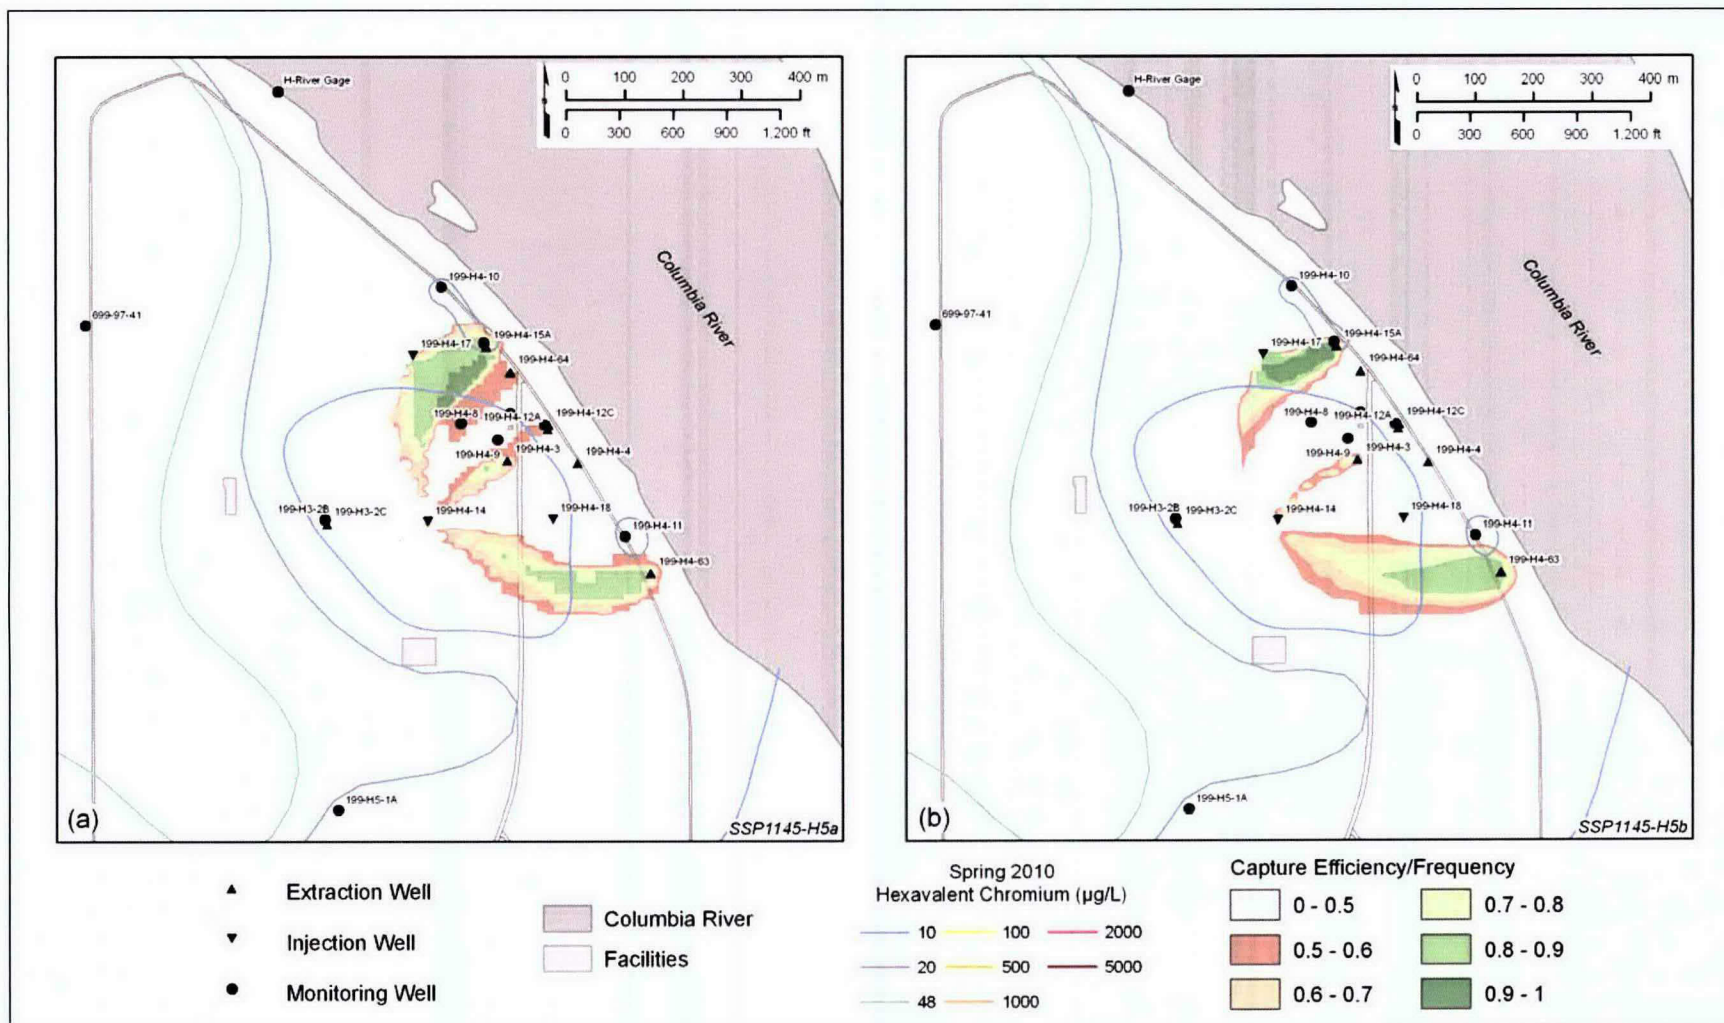 H-River Gage
0 100 200 300 400 m
0 300 600 900 1,200 ft
199-H4-10
Columbia River
699-97-41
199-H4-15A
199-H4-17
199-H4-64
199-H4-8
199-H4-12A
199-H4-12C
199-H4-9
199-H4-3
199-H4-4
199-H3-2B
199-H3-2C
199-H4-14
199-H4-18
199-H4-11
199-H4-63
199-H5-1A
(a)
SSP1145-H5a
H-River Gage
0 100 200 300 400 m
0 300 600 900 1,200 ft
199-H4-10
Columbia River
699-97-41
199-H4-15A
199-H4-17
199-H4-64
199-H4-8
199-H4-12A
199-H4-12C
199-H4-9
199-H4-3
199-H4-4
199-H3-2B
199-H3-2C
199-H4-14
199-H4-18
199-H4-11
199-H4-63
199-H5-1A
(b)
SSP1145-H5b
Extraction Well
Injection Well
Monitoring Well
Columbia River
Facilities
Spring 2010
Hexavalent Chromium (µg/L)
10 100 2000
20 500 5000
48 1000
Capture Efficiency/Frequency
0 - 0.5 0.7 - 0.8
0.5 - 0.6 0.8 - 0.9
0.6 - 0.7 0.9 - 1